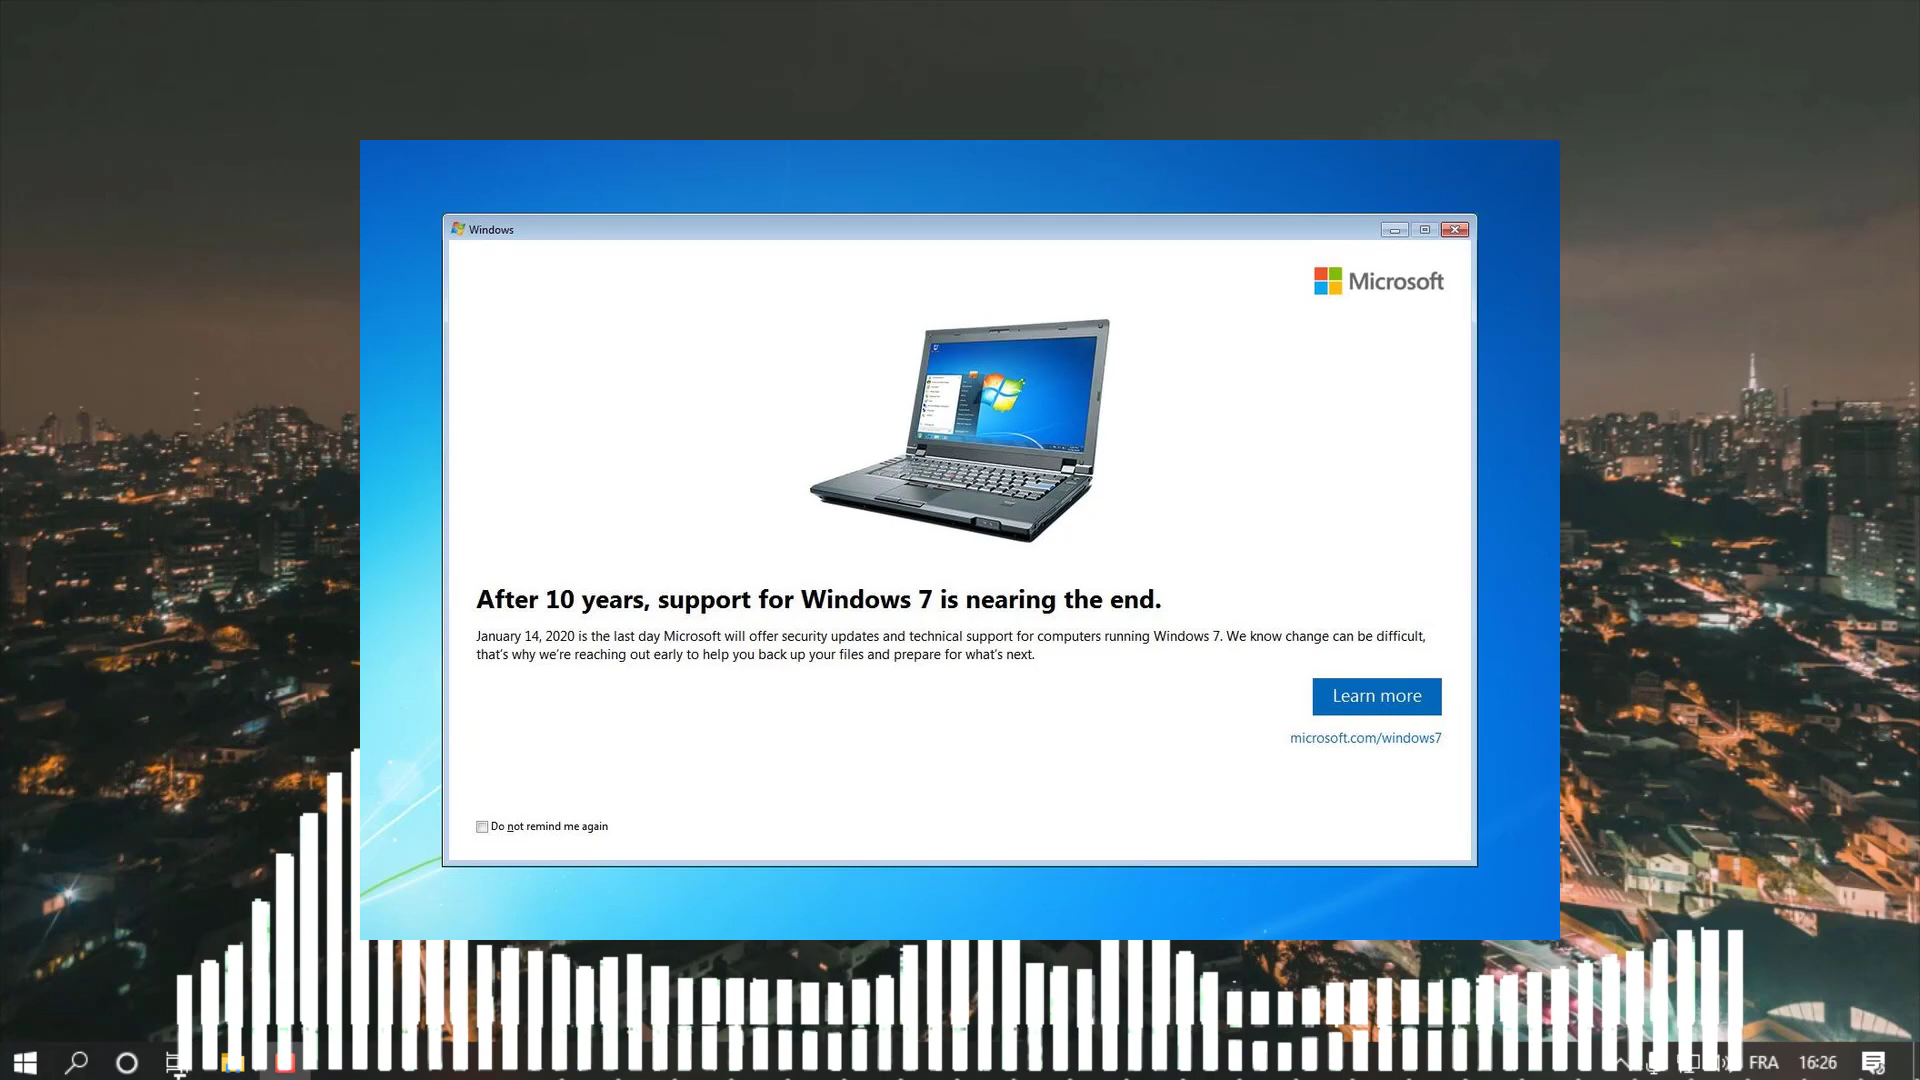 Windows
Microsoft
After 10 years, support for Windows 7 is nearing the end.
January 14, 2020 is the last day Microsoft will offer security updates and technical support for computers running Windows 7. We know change can be difficult,
that's why we're reaching out early to help you back up your files and prepare for what's next.
Learn more
microsoft.com/windows7
Do not remind me again
FRA 16:26